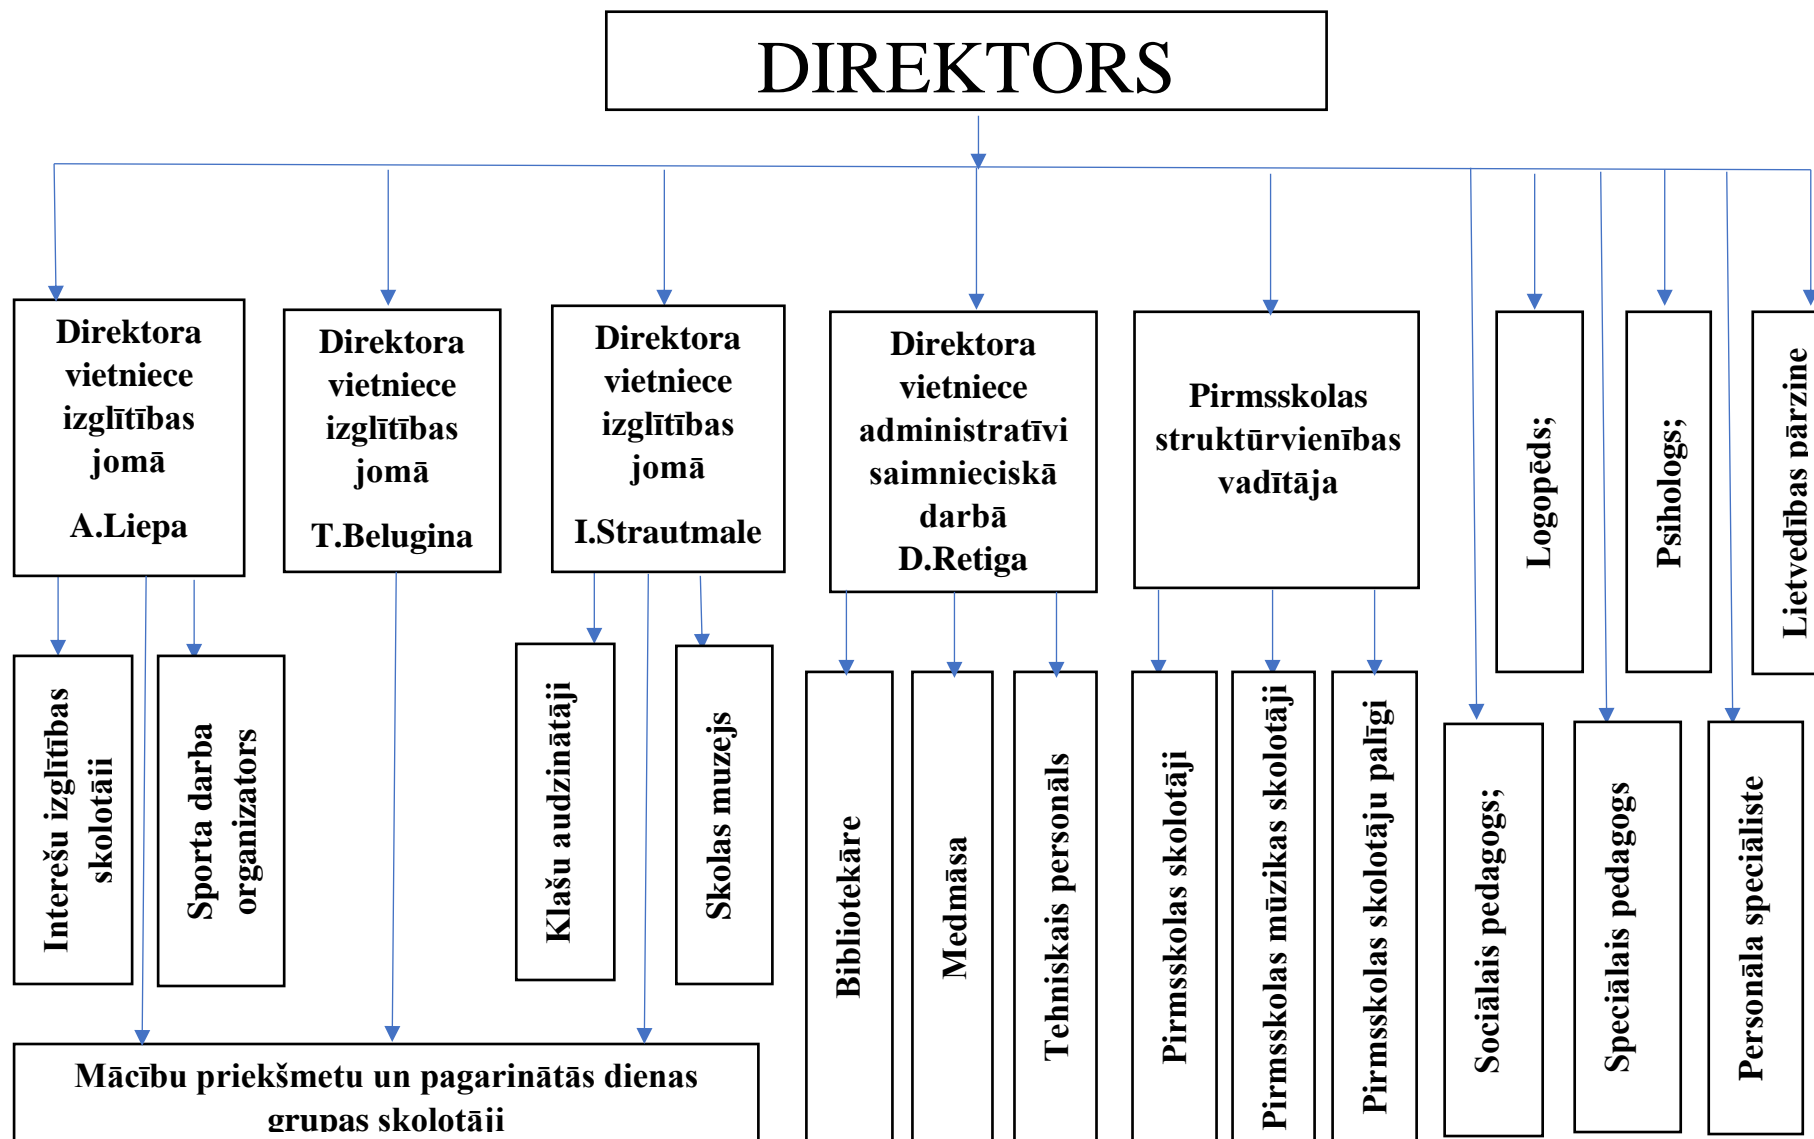 DIREKTORS
Direktora
vietniece
izglītības
jomā
A.Liepa
Direktora
vietniece
izglītības
jomā
T.Belugina
Direktora
vietniece
izglītības
jomā
I.Strautmale
Direktora
vietniece
administratīvi
saimnieciskā
darbā
D.Retiga
Pirmsskolas
struktūrvienības
vadītāja
Logopēds;
Psihologs;
Lietvedības pārzine
Interešu izglītības
skolotāji
Sporta darba
organizators
Klašu audzinātāji
Skolas muzejs
Bibliotekāre
Medmāsa
Tehniskais personāls
Pirmsskolas skolotāji
Pirmsskolas mūzikas skolotāji
Pirmsskolas skolotāju palīgi
Sociālais pedagogs;
Speciālais pedagogs
Personāla speciāliste
Mācību priekšmetu un pagarinātās dienas
grupas skolotāji